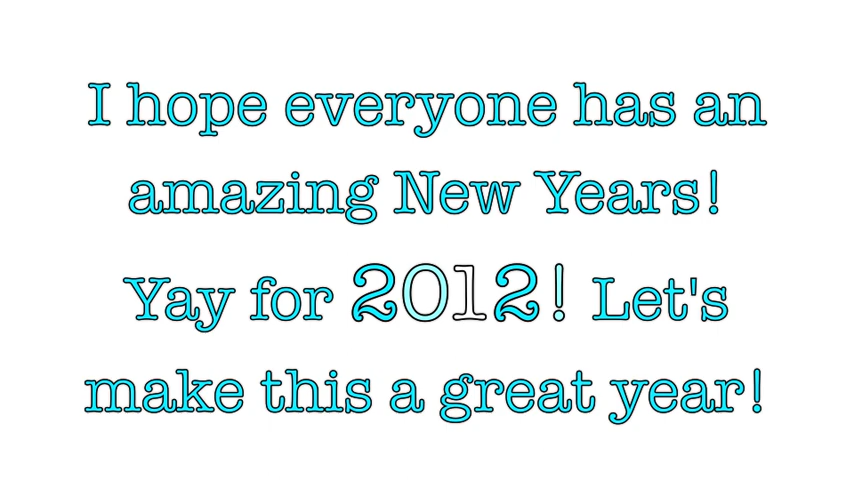 I hope everyone has an
amazing New Years!
Yay for 2012! Let's
make this a great year!